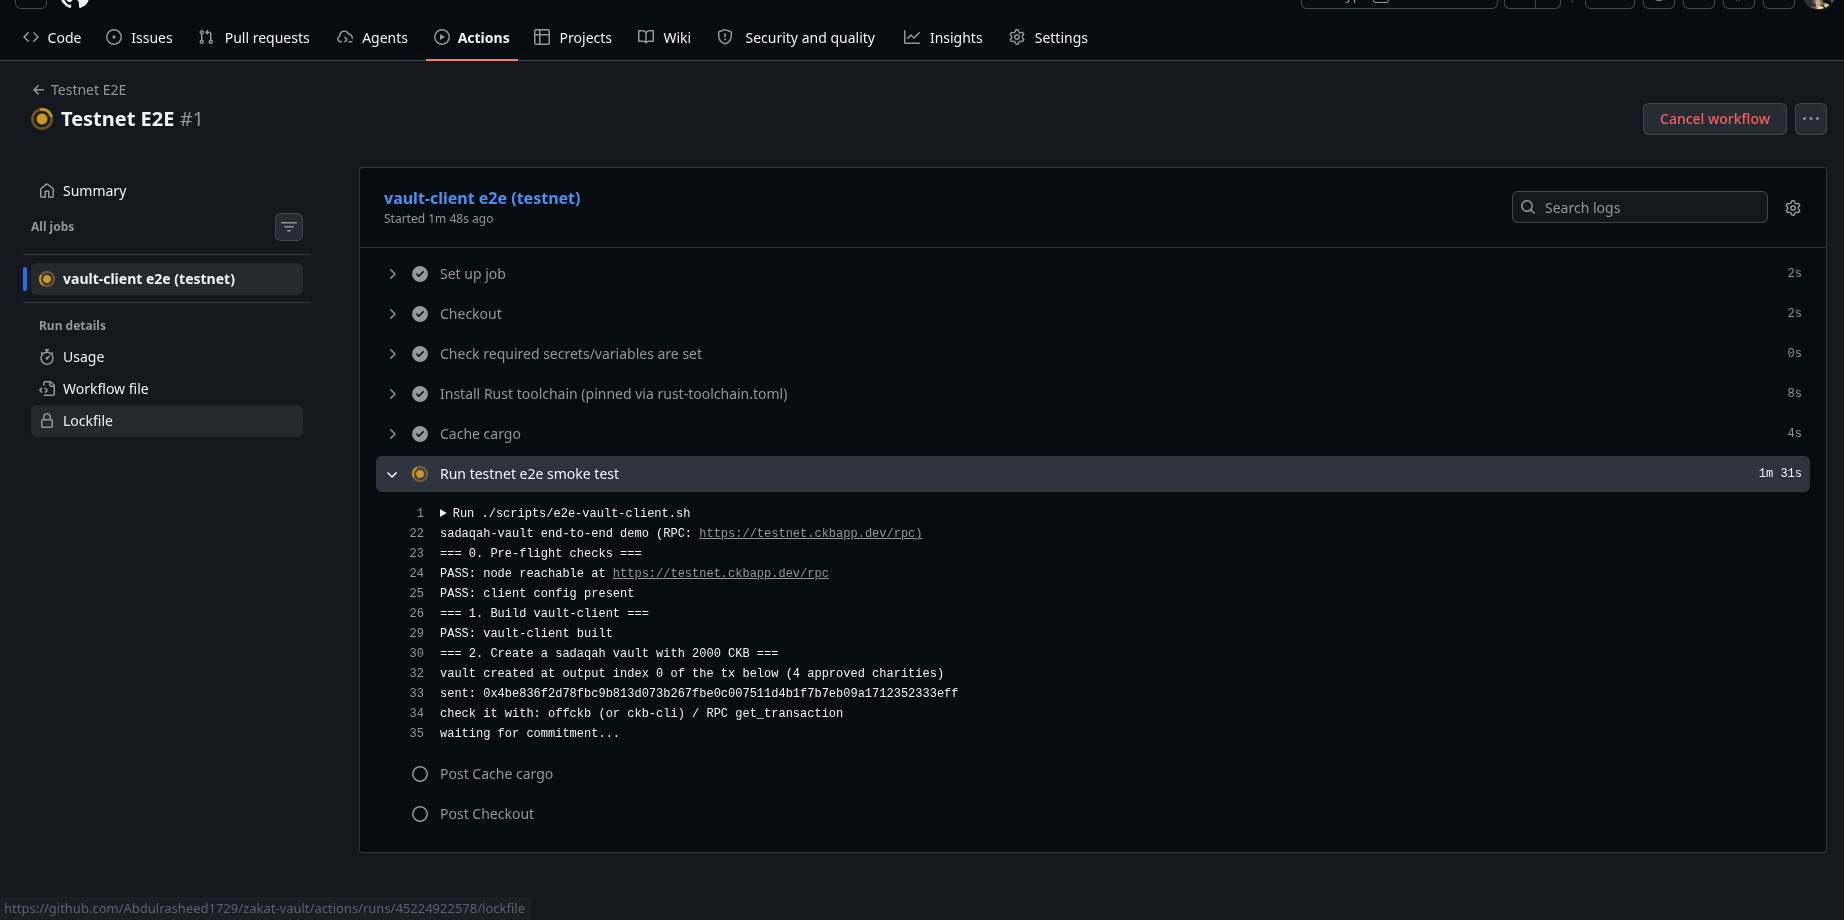 Code Issues Pull requests Agents Actions Projects Wiki Security and quality Insights Settings
Testnet E2E
Testnet E2E #1
Cancel workflow
Summary
All jobs
vault-client e2e (testnet)
Run details
Usage
Workflow file
Lockfile
vault-client e2e (testnet)
Started 1m 48s ago
Search logs
Set up job 2s
Checkout 2s
Check required secrets/variables are set 0s
Install Rust toolchain (pinned via rust-toolchain.toml) 8s
Cache cargo 4s
Run testnet e2e smoke test 1m 31s
1 Run ./scripts/e2e-vault-client.sh
22 sadaqah-vault end-to-end demo (RPC: https://testnet.ckbapp.dev/rpc)
23 === 0. Pre-flight checks ===
24 PASS: node reachable at https://testnet.ckbapp.dev/rpc
25 PASS: client config present
26 === 1. Build vault-client ===
29 PASS: vault-client built
30 === 2. Create a sadaqah vault with 2000 CKB ===
32 vault created at output index 0 of the tx below (4 approved charities)
33 sent: 0x4be836f2d78fbc9b813d073b267fbe0c007511d4b1f7b7eb09a1712352333eff
34 check it with: offckb (or ckb-cli) / RPC get_transaction
35 waiting for commitment...
Post Cache cargo
Post Checkout
https://github.com/Abdulrasheed1729/zakat-vault/actions/runs/45224922578/lockfile